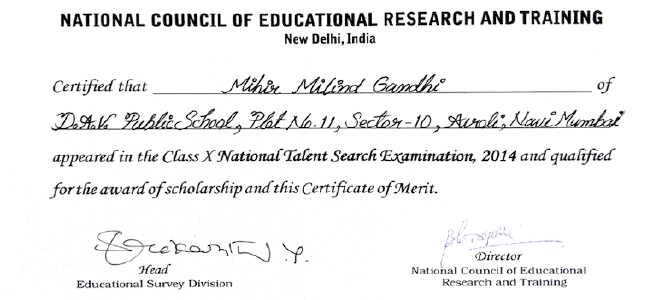 NATIONAL COUNCIL OF EDUCATIONAL RESEARCH AND TRAINING
New Delhi, India
Certified that Mihir Milind Gandhi of
D.A.V. Public School, Plot No. 11, Sector-10, Airoli, Navi Mumbai
appeared in the Class X National Talent Search Examination, 2014 and qualified
for the award of scholarship and this Certificate of Merit.
Head
Educational Survey Division
Director
National Council of Educational
Research and Training